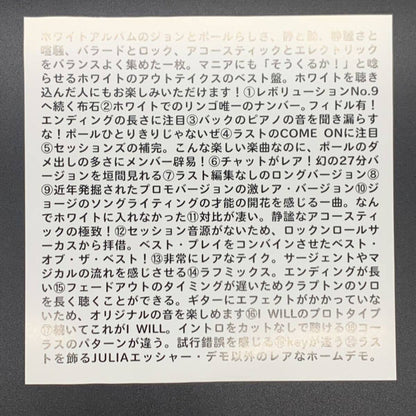 ホワイトアルバムのジョンとポールらしさ、静と動、静謐さと
喧騒、バラードとロック、アコースティックとエレクトリック
をバランスよく集めた一枚。マニアにも「そうくるか!」と唸
らせるホワイトのアウトテイクスのベスト盤。ホワイトを聴き
込んだ人にもお楽しみいただけます!①レボリューションNo.9
へ続く布石②ホワイトでのリンゴ唯一のナンバー。フィドル有!
エンディングの長さに注目③バックのピアノの音を聞き漏らすな
な!ポールひとりきりじゃないぜ④ラストのCOME ONに注目
⑤セッションズの補完。こんな楽しい楽曲なのに、ポールのダ
メ出しの多さにメンバー辟易!⑥チャットがレア!幻の27分バ
ージョンを垣間見れる⑦ラスト編集なしのロングバージョン⑧
⑨近年発掘されたプロモバージョンの激レア・バージョン⑩ジ
ョージのソングライティングの才能の開花を感じる一曲。なん
でホワイトに入れなかった⑪対比が凄い。静謐なアコースティ
ックの極致!⑫セッション音源がないため、ロックンロールサ
ーカスから拝借。ベスト・プレイをコンバインさせたベスト・
オブ・ザ・ベスト!⑬非常にレアなテイク。サージェントやマ
ジカルの流れを感じさせる⑭ラフミックス。エンディングが長
い⑮フェードアウトのタイミングが遅いためクラプトンのソロ
を長く聴くことができる。ギターにエフェクトがかかっていな
いため、オリジナルの音を楽しめます⑯I WILLのプロトタイプ
⑰続いてこれがI WILL。イントロをカットなしで聴ける⑱コー
ラスのパターンが違う。試行錯誤を感じる⑲keyが違う⑳ラス
トを飾るJULIAエッシャー・デモ以外のレアなホームデモ。